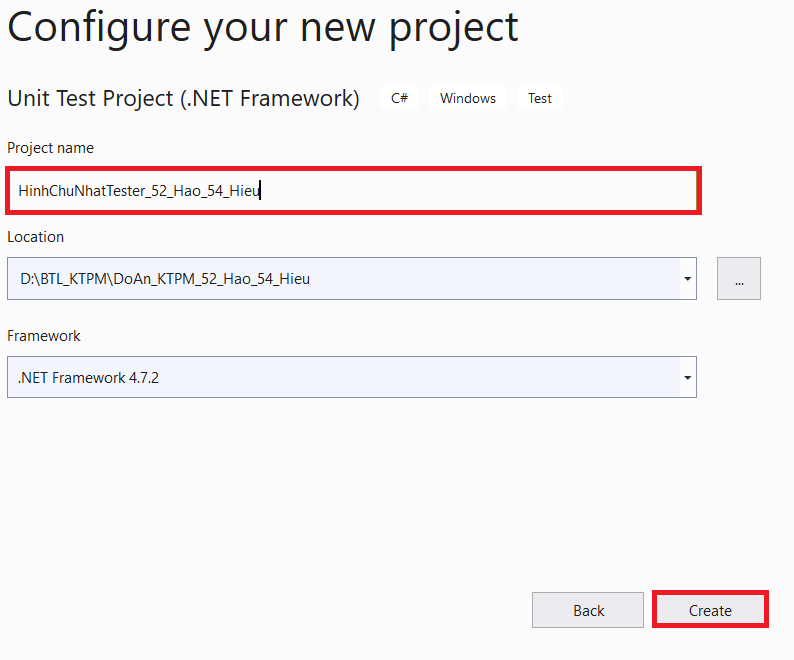 Configure your new project
Unit Test Project (.NET Framework) C# Windows Test
Project name
HinhChuNhatTester_52_Hao_54_Hieu
Location
D:\BTL_KTPM\DoAn_KTPM_52_Hao_54_Hieu
...
Framework
.NET Framework 4.7.2
Back Create